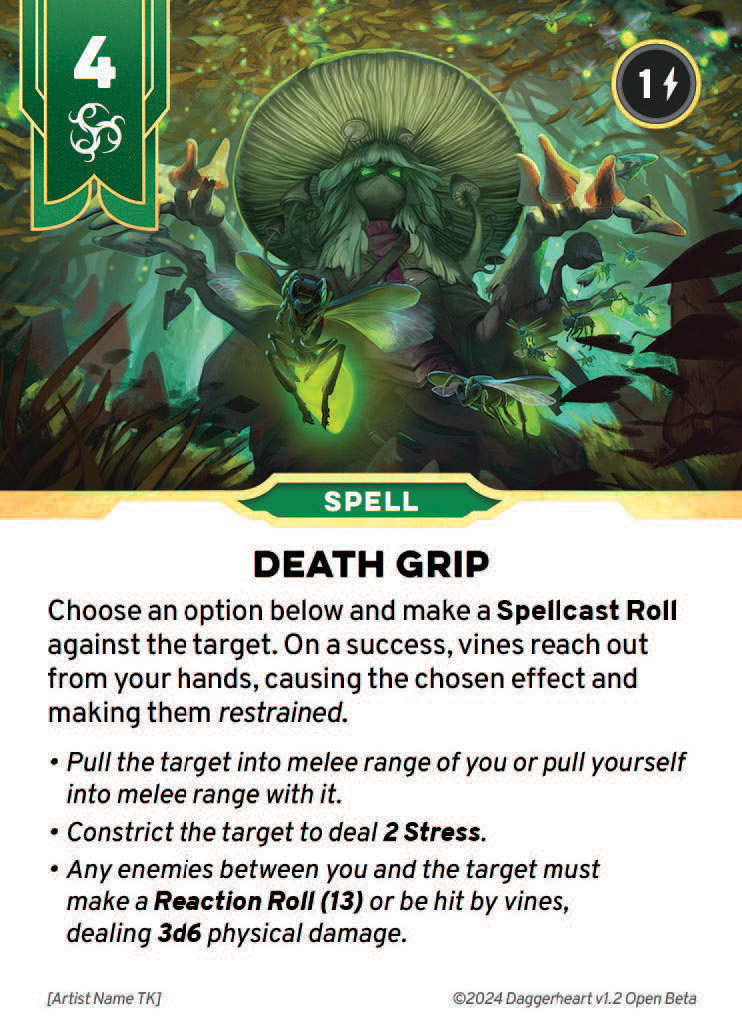 4
1
SPELL
DEATH GRIP
Choose an option below and make a Spellcast Roll
against the target. On a success, vines reach out
from your hands, causing the chosen effect and
making them restrained.
• Pull the target into melee range of you or pull yourself
into melee range with it.
• Constrict the target to deal 2 Stress.
• Any enemies between you and the target must
make a Reaction Roll (13) or be hit by vines,
dealing 3d6 physical damage.
[Artist Name TK]
©2024 Daggerheart v1.2 Open Beta